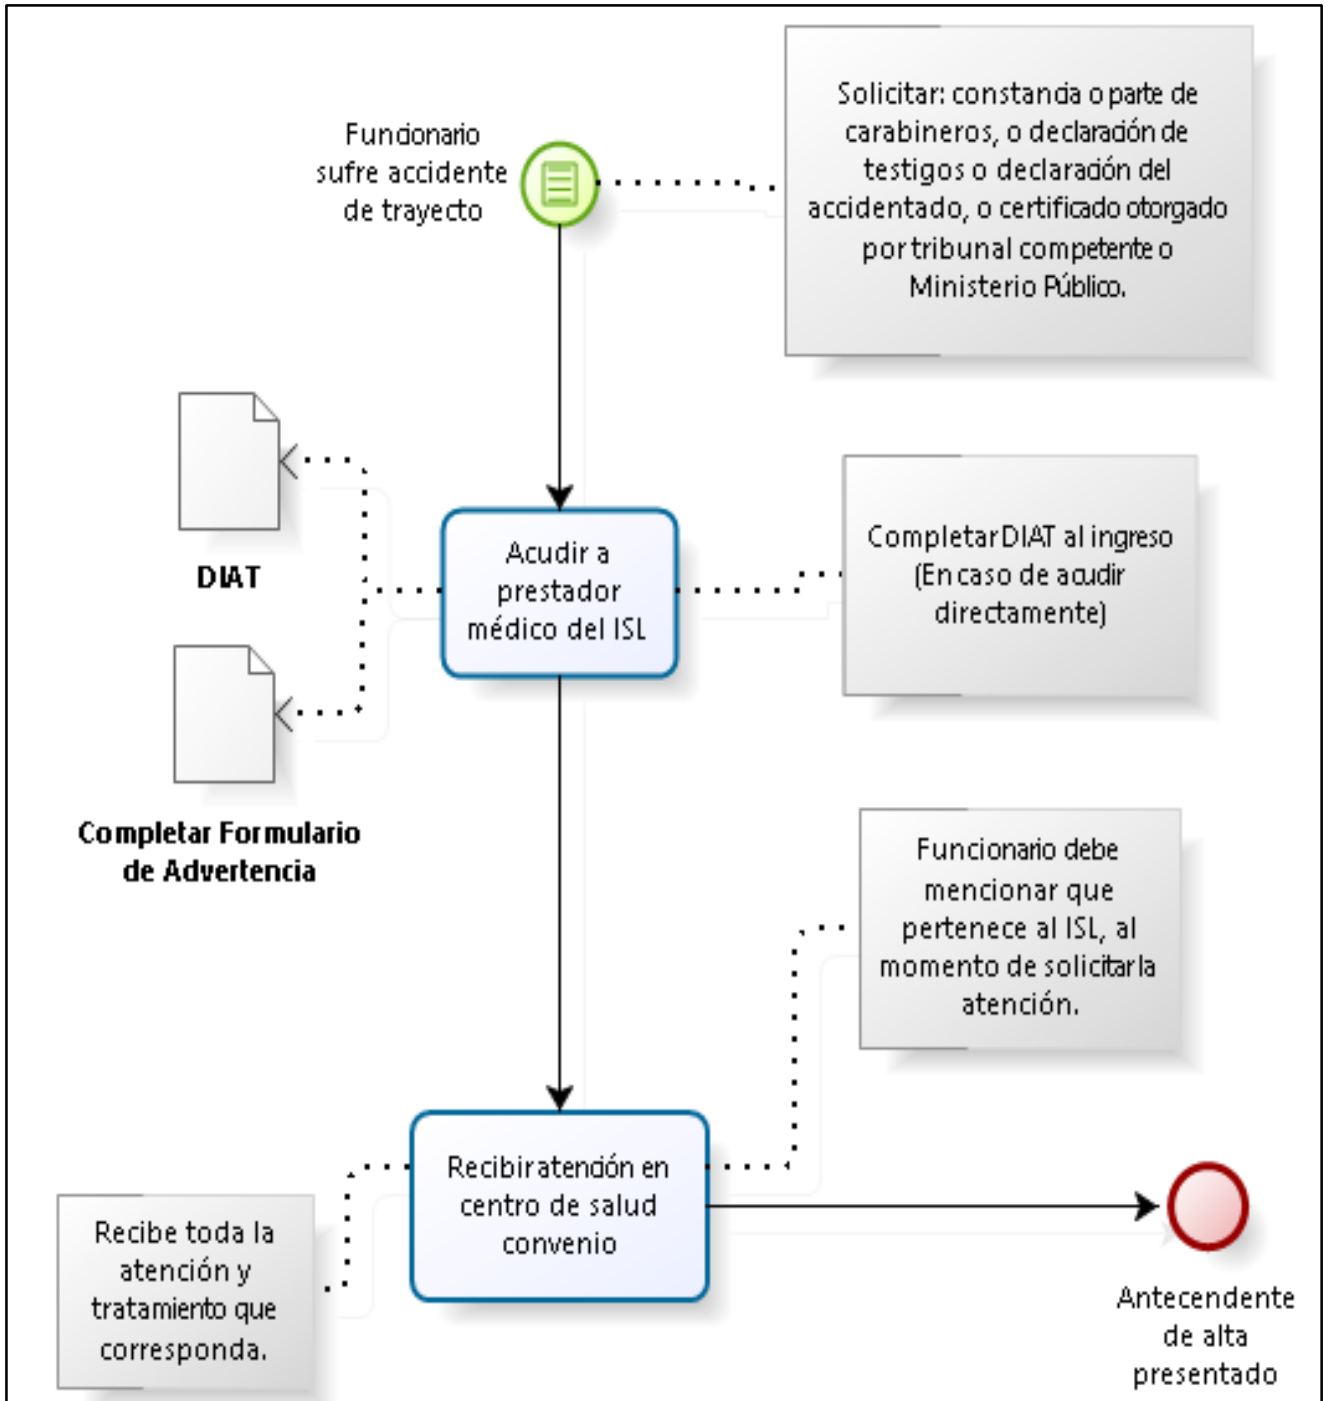 Funcionario
sufre accidente
de trayecto
Solicitar: constancia o parte de
carabineros, o declaración de
testigos o declaración del
accidentado, o certificado otorgado
por tribunal competente o
Ministerio Público.
DIAT
Acudir a
prestador
médico del ISL
Completar DIAT al ingreso
(En caso de acudir
directamente)
Completar Formulario
de Advertencia
Funcionario debe
mencionar que
pertenece al ISL, al
momento de solicitar la
atención.
Recibir atención en
centro de salud
convenio
Recibe toda la
atención y
tratamiento que
corresponda.
Antecendente
de alta
presentado